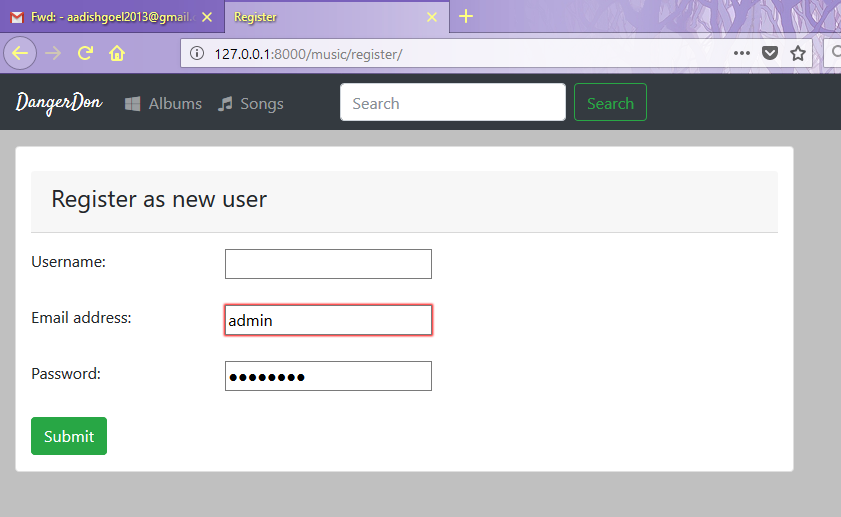 Fwd: - aadishgoel2013@gmail.
Register
127.0.0.1:8000/music/register/
DangerDon Albums Songs Search Search
Register as new user
Username:
Email address: admin
Password: ●●●●●●●●
Submit